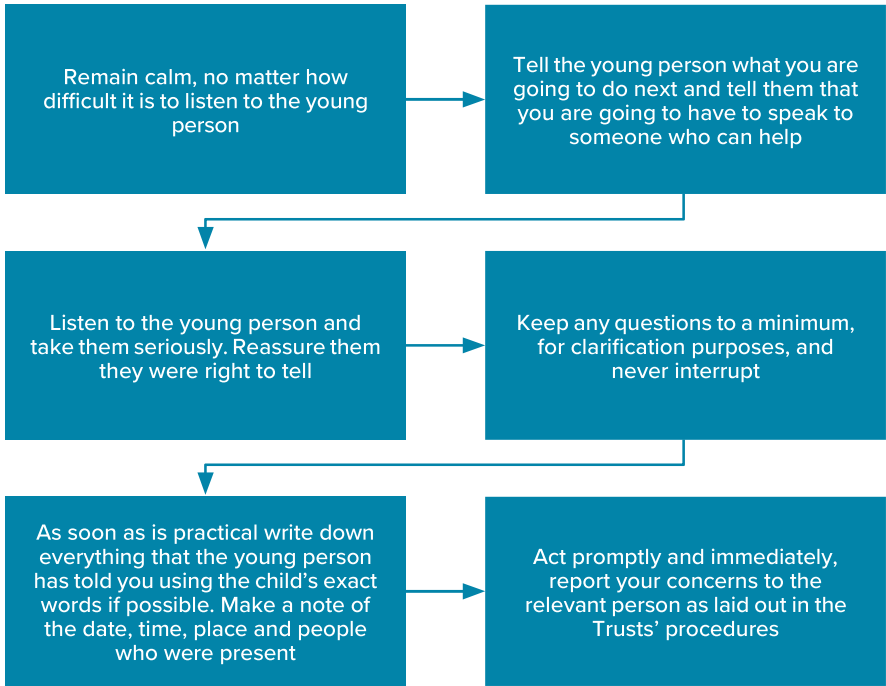 Remain calm, no matter how
difficult it is to listen to the young
person
Tell the young person what you are
going to do next and tell them that
you are going to have to speak to
someone who can help
Listen to the young person and
take them seriously. Reassure them
they were right to tell
Keep any questions to a minimum,
for clarification purposes, and
never interrupt
As soon as is practical write down
everything that the young person
has told you using the child’s exact
words if possible. Make a note of
the date, time, place and people
who were present
Act promptly and immediately,
report your concerns to the
relevant person as laid out in the
Trusts’ procedures